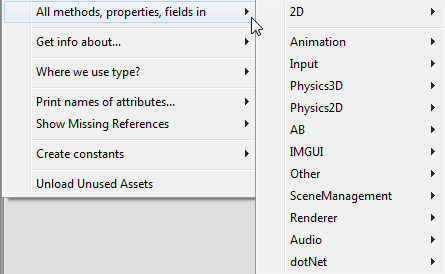 All methods, properties, fields in
Get info about...
Where we use type?
Print names of attributes...
Show Missing References
Create constants
Unload Unused Assets
2D
Animation
Input
Physics3D
Physics2D
AB
IMGUI
Other
SceneManagement
Renderer
Audio
dotNet